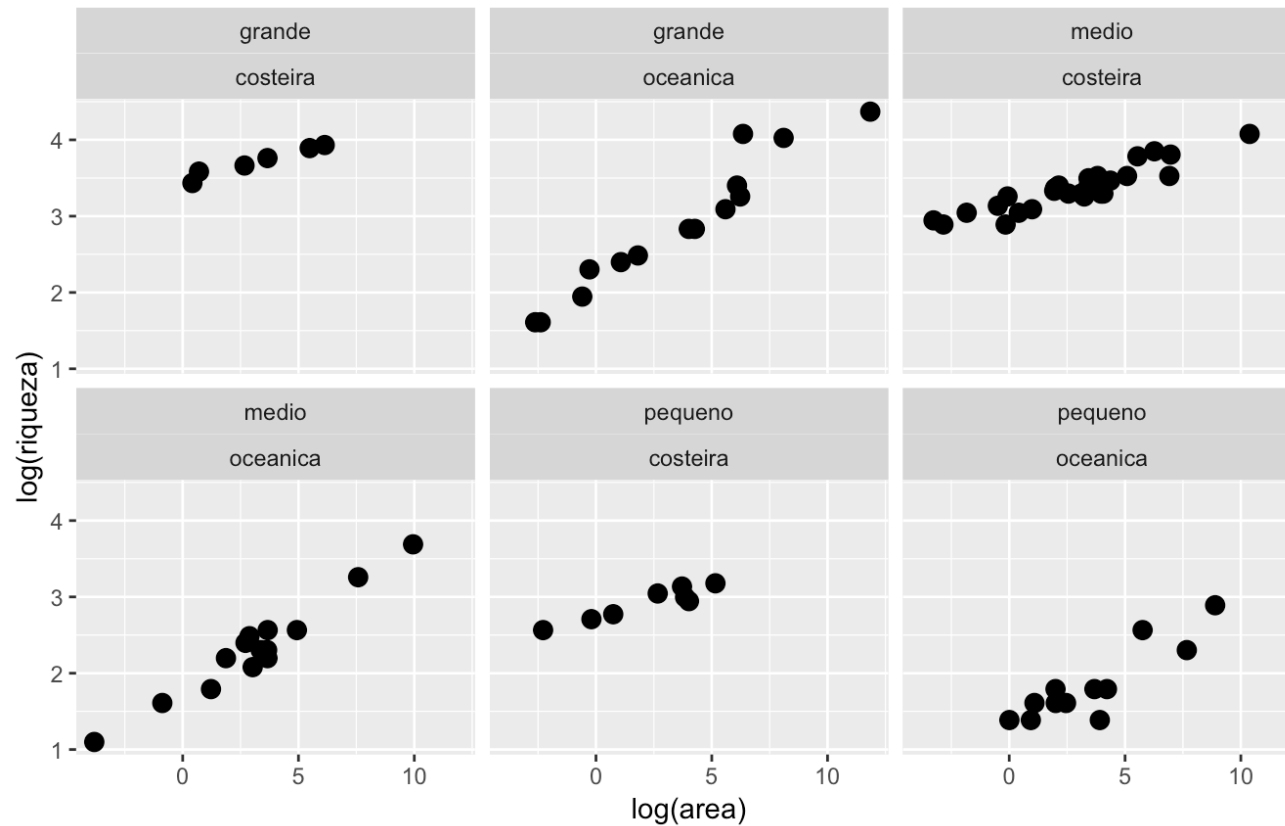 grande
costeira
grande
oceanica
medio
costeira
4
3
2
1
medio
oceanica
pequeno
costeira
pequeno
oceanica
4
3
2
1
0 5 10
0 5 10
0 5 10
log(area)
log(riqueza)